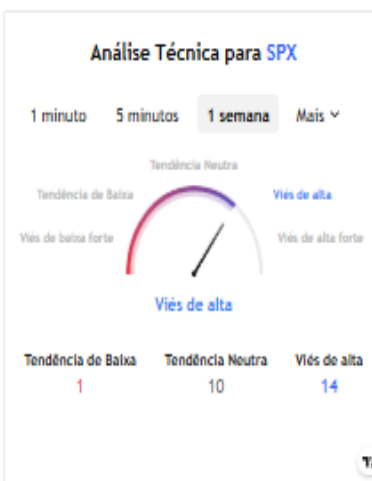 Análise Técnica para SPX
1 minuto 5 minutos 1 semana Mais
Tendência Neutra
Tendência de Baixa Viés de alta
Viés de baixa forte Viés de alta forte
Viés de alta
Tendência de Baixa Tendência Neutra Viés de alta
1 10 14